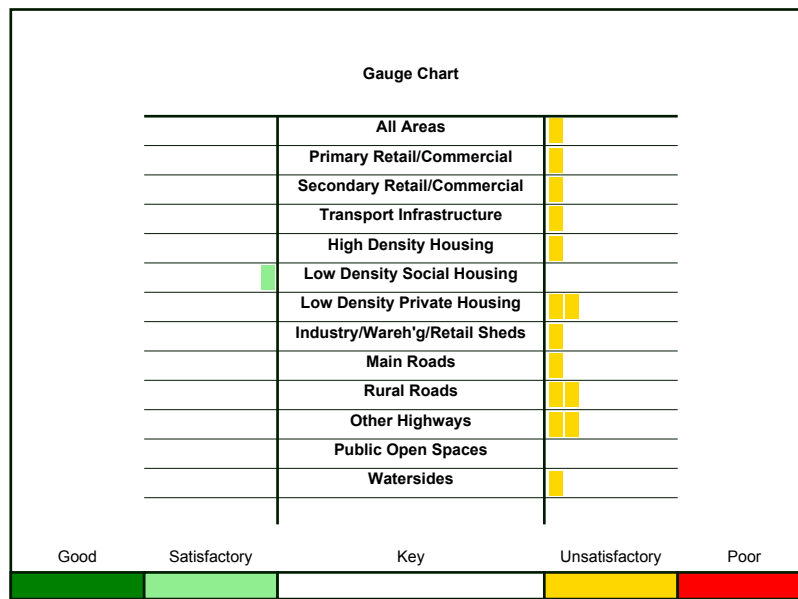 Gauge Chart
All Areas
Primary Retail/Commercial
Secondary Retail/Commercial
Transport Infrastructure
High Density Housing
Low Density Social Housing
Low Density Private Housing
Industry/Wareh'g/Retail Sheds
Main Roads
Rural Roads
Other Highways
Public Open Spaces
Watersides
Good Satisfactory Key Unsatisfactory Poor